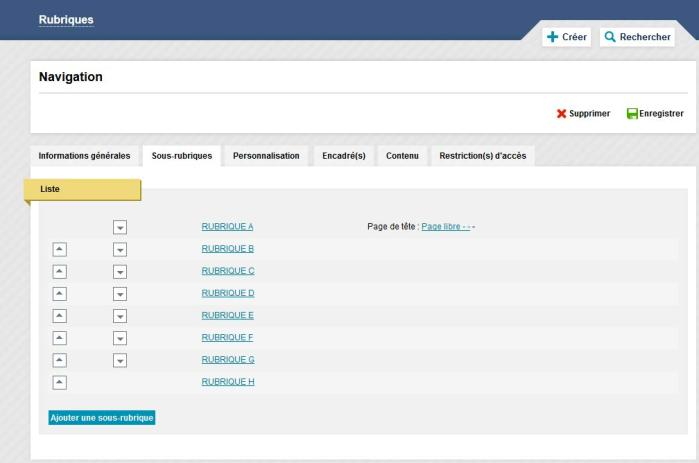 Rubriques
Créer Rechercher
Navigation
Supprimer Enregistrer
Informations générales Sous-rubriques Personnalisation Encadré(s) Contenu Restriction(s) d'accès
Liste
RUBRIQUE A Page de tête : Page libre - - -
RUBRIQUE B
RUBRIQUE C
RUBRIQUE D
RUBRIQUE E
RUBRIQUE F
RUBRIQUE G
RUBRIQUE H
Ajouter une sous-rubrique